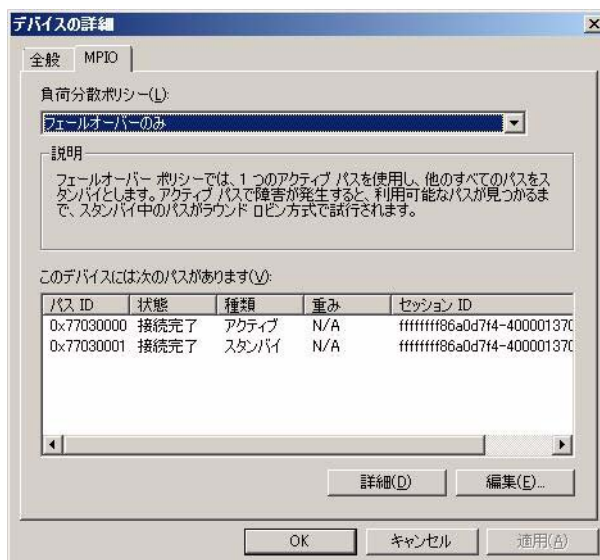 デバイスの詳細
全般 MPIO
負荷分散ポリシー(L):
フェールオーバーのみ
説明
フェールオーバー ポリシーでは、1 つのアクティブ パスを使用し、他のすべてのパスをス
タンバイとします。アクティブ パスで障害が発生すると、利用可能なパスが見つかるま
で、スタンバイ中のパスがラウンド ロビン方式で試行されます。
このデバイスには次のパスがあります(V):
パス ID 状態 種類 重み セッション ID
0x77030000 接続完了 アクティブ N/A ffffffff86a0d7f4-400001370
0x77030001 接続完了 スタンバイ N/A ffffffff86a0d7f4-400001370
詳細(D) 編集(E)...
OK キャンセル 適用(A)